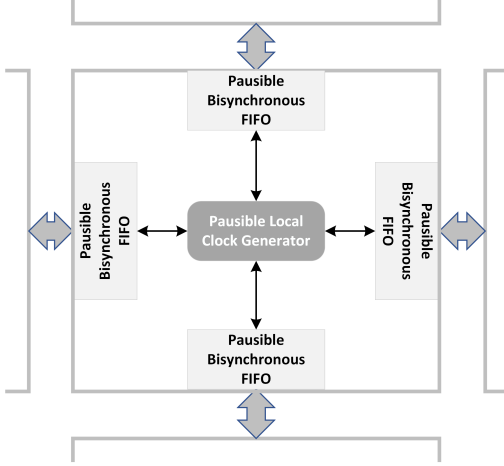 Pausible
Bisynchronous
FIFO
Pausible
Bisynchronous
FIFO
Pausible Local
Clock Generator
Pausible
Bisynchronous
FIFO
Pausible
Bisynchronous
FIFO